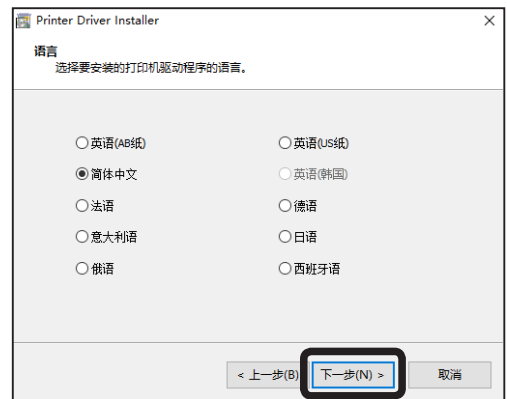 Printer Driver Installer
语言
选择要安装的打印机驱动程序的语言。
英语(AB纸) 英语(US纸)
简体中文 英语(韩国)
法语 德语
意大利语 日语
俄语 西班牙语
< 上一步(B) 下一步(N) > 取消